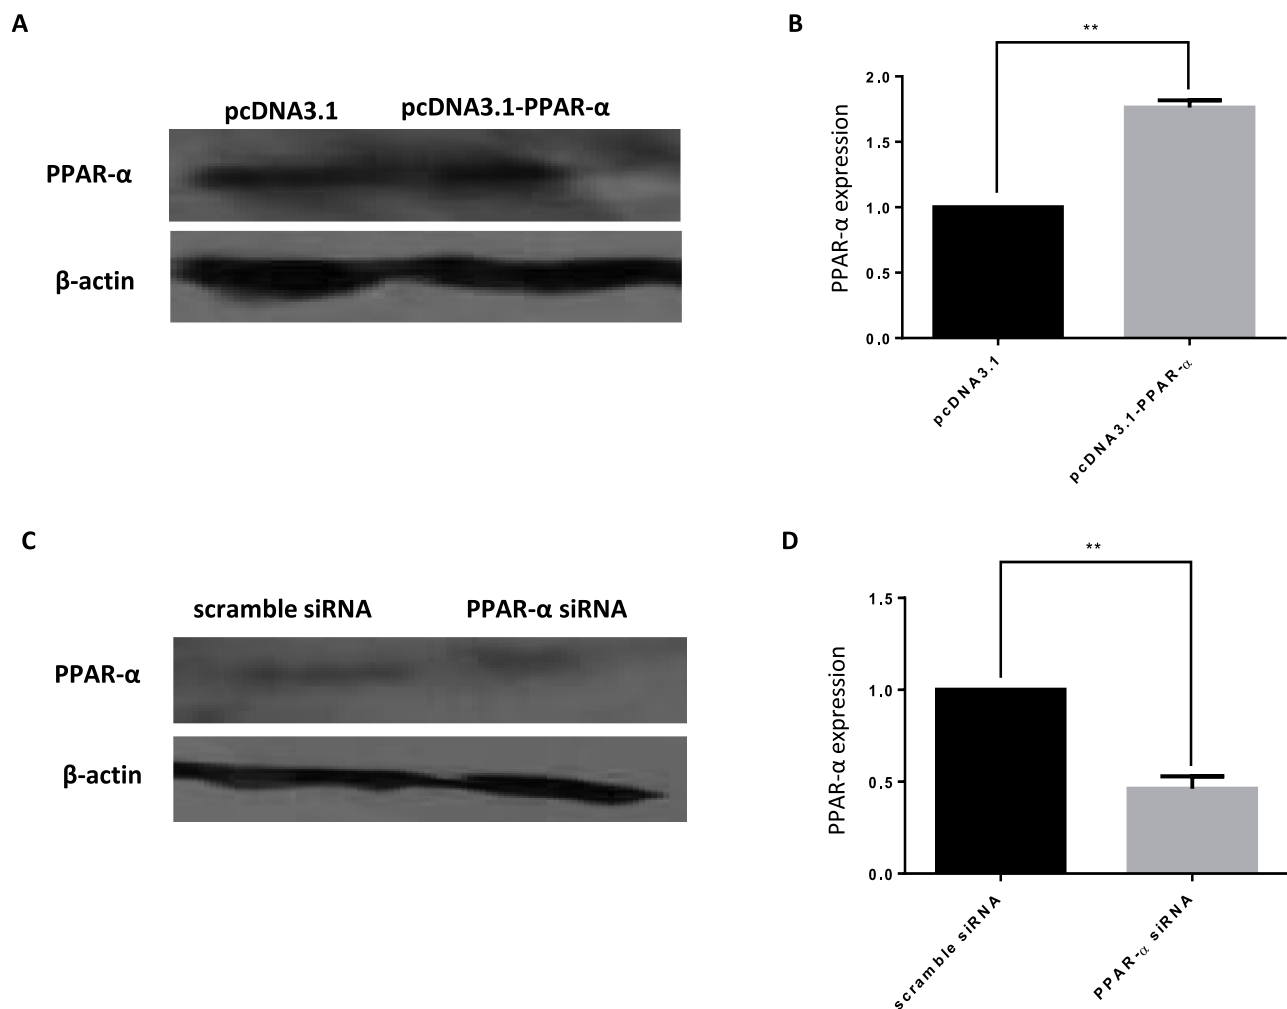 A
pcDNA3.1 pcDNA3.1-PPAR-α
PPAR-α
β-actin
B
**
2.0
1.5
1.0
0.5
0.0
PPAR-α expression
pcDNA3.1
pcDNA3.1-PPAR-α
C
scramble siRNA PPAR-α siRNA
PPAR-α
β-actin
D
**
1.5
1.0
0.5
0.0
PPAR-α expression
scramble siRNA
PPAR-α siRNA